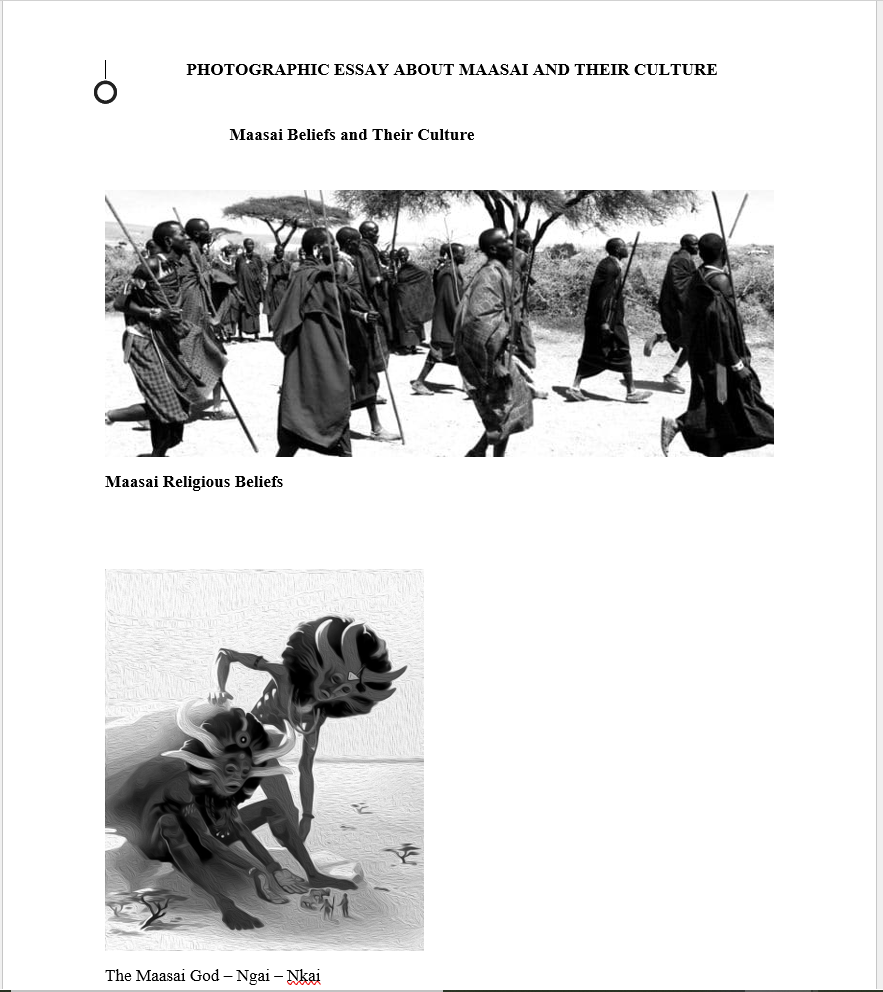 PHOTOGRAPHIC ESSAY ABOUT MAASAI AND THEIR CULTURE
Maasai Beliefs and Their Culture
Maasai Religious Beliefs
The Maasai God – Ngai – Nkai